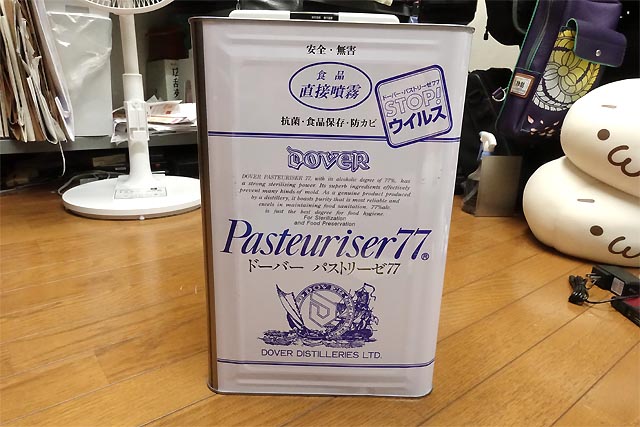 安全・無害
食品
直接噴霧
ドーバー・パストリーゼ77
STOP!
ウイルス
抗菌・食品保存・防カビ
DOVER
DOVER PASTEURISER 77, with in alcoholic degree of 77%, has
a strong sterilizing power. Its superb ingredients effectively
prevent many kinds of mold. As a genuine product produced
by a distillery, it boasts purity that is most reliable and
excels in maintaining food sanitation. 77%alc.
is just the best degree for food hygiene.
For Sterilization
and Food Preservation
Pasteuriser77®
ドーバー パストリーゼ77
DOVER
DOVER DISTILLERIES LTD.